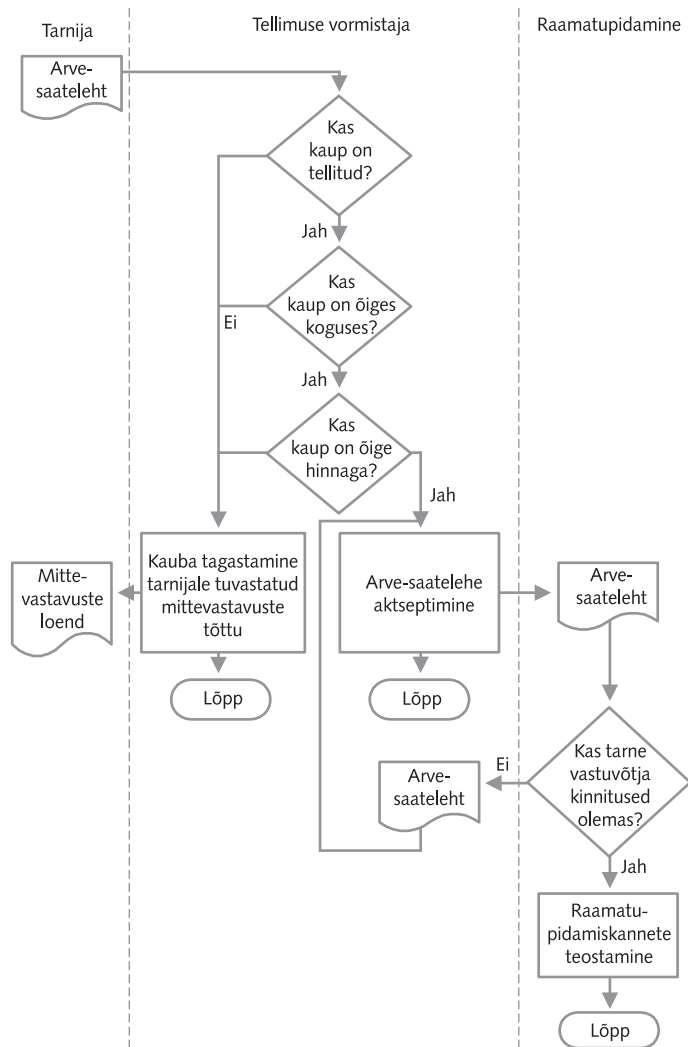 Tarnija
Tellimuse vormistaja
Raamatupidamine
Arve-
saateleht
Kas
kaup on
tellitud?
Jah
Kas
kaup on õiges
koguses?
Ei
Jah
Kas
kaup on õige
hinnaga?
Jah
Mitte-
vastavuste
loend
Kauba tagastamine
tarnijale tuvastatud
mittevastavuste
tõttu
Arve-saatelehe
aktseptimine
Arve-
saateleht
Lõpp
Lõpp
Kas tarne
vastuvõtja
kinnitused
olemas?
Ei
Arve-
saateleht
Jah
Raamatu-
pidamiskannete
teostamine
Lõpp